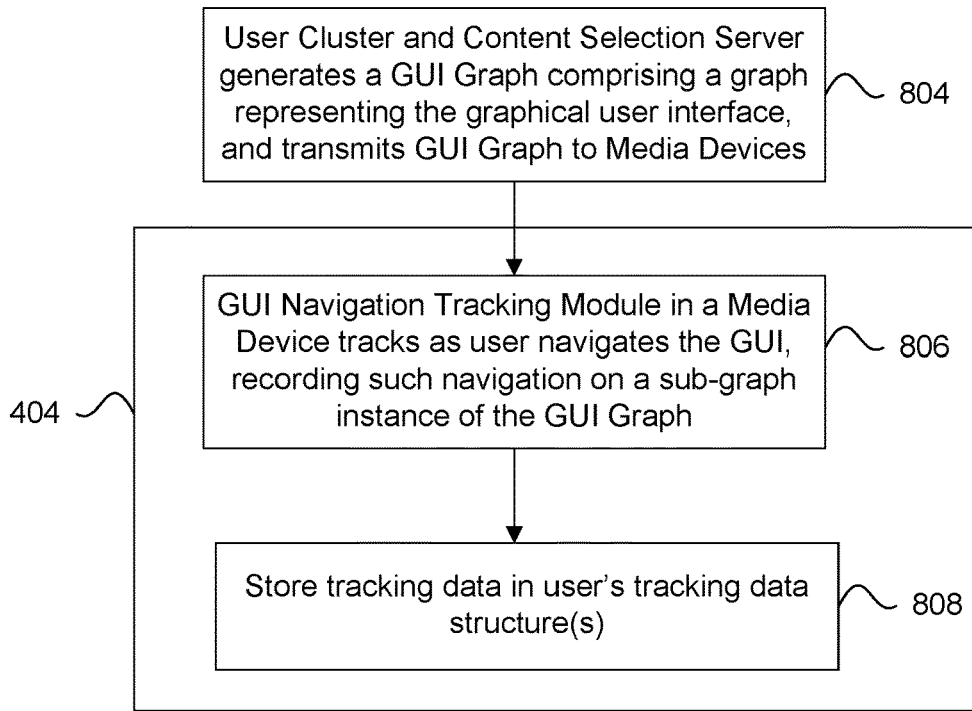 User Cluster and Content Selection Server
generates a GUI Graph comprising a graph
representing the graphical user interface,
and transmits GUI Graph to Media Devices
804
GUI Navigation Tracking Module in a Media
Device tracks as user navigates the GUI,
recording such navigation on a sub-graph
instance of the GUI Graph
806
404
Store tracking data in user's tracking data
structure(s)
808